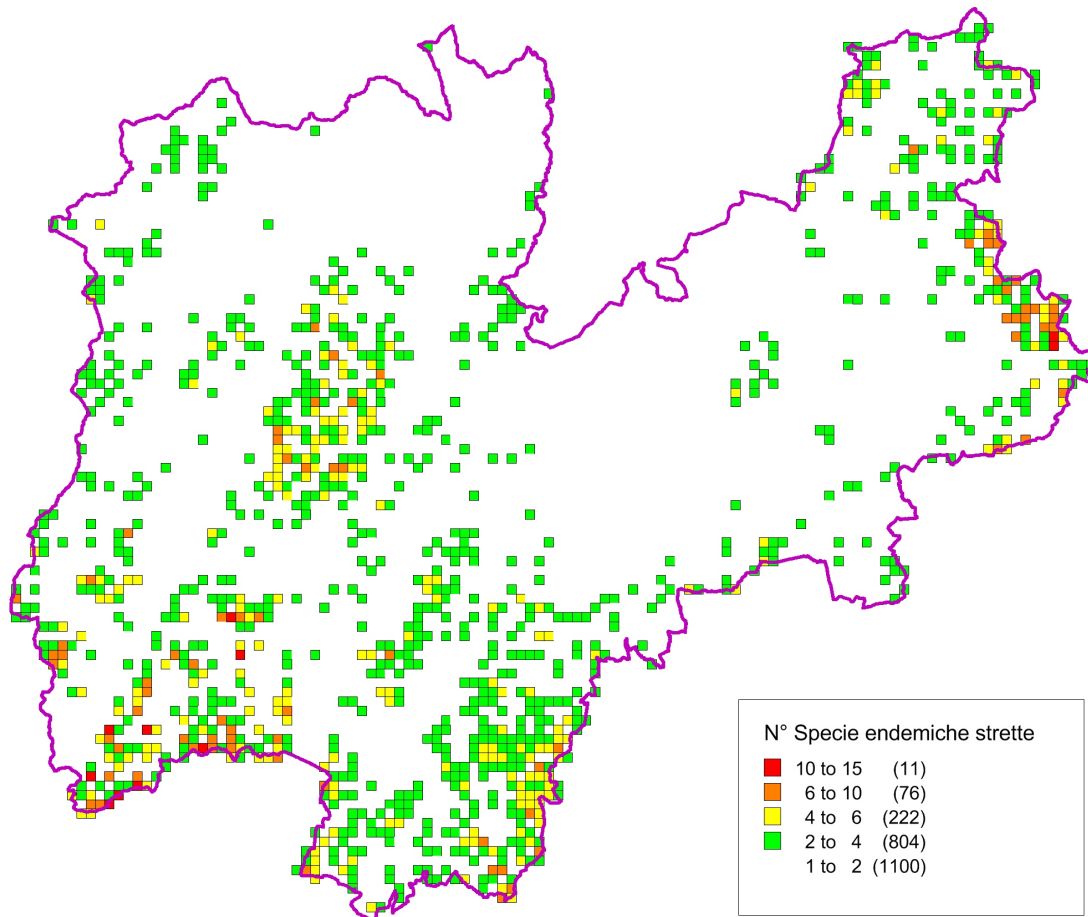 N° Specie endemiche strette
10 to 15 (11)
6 to 10 (76)
4 to 6 (222)
2 to 4 (804)
1 to 2 (1100)